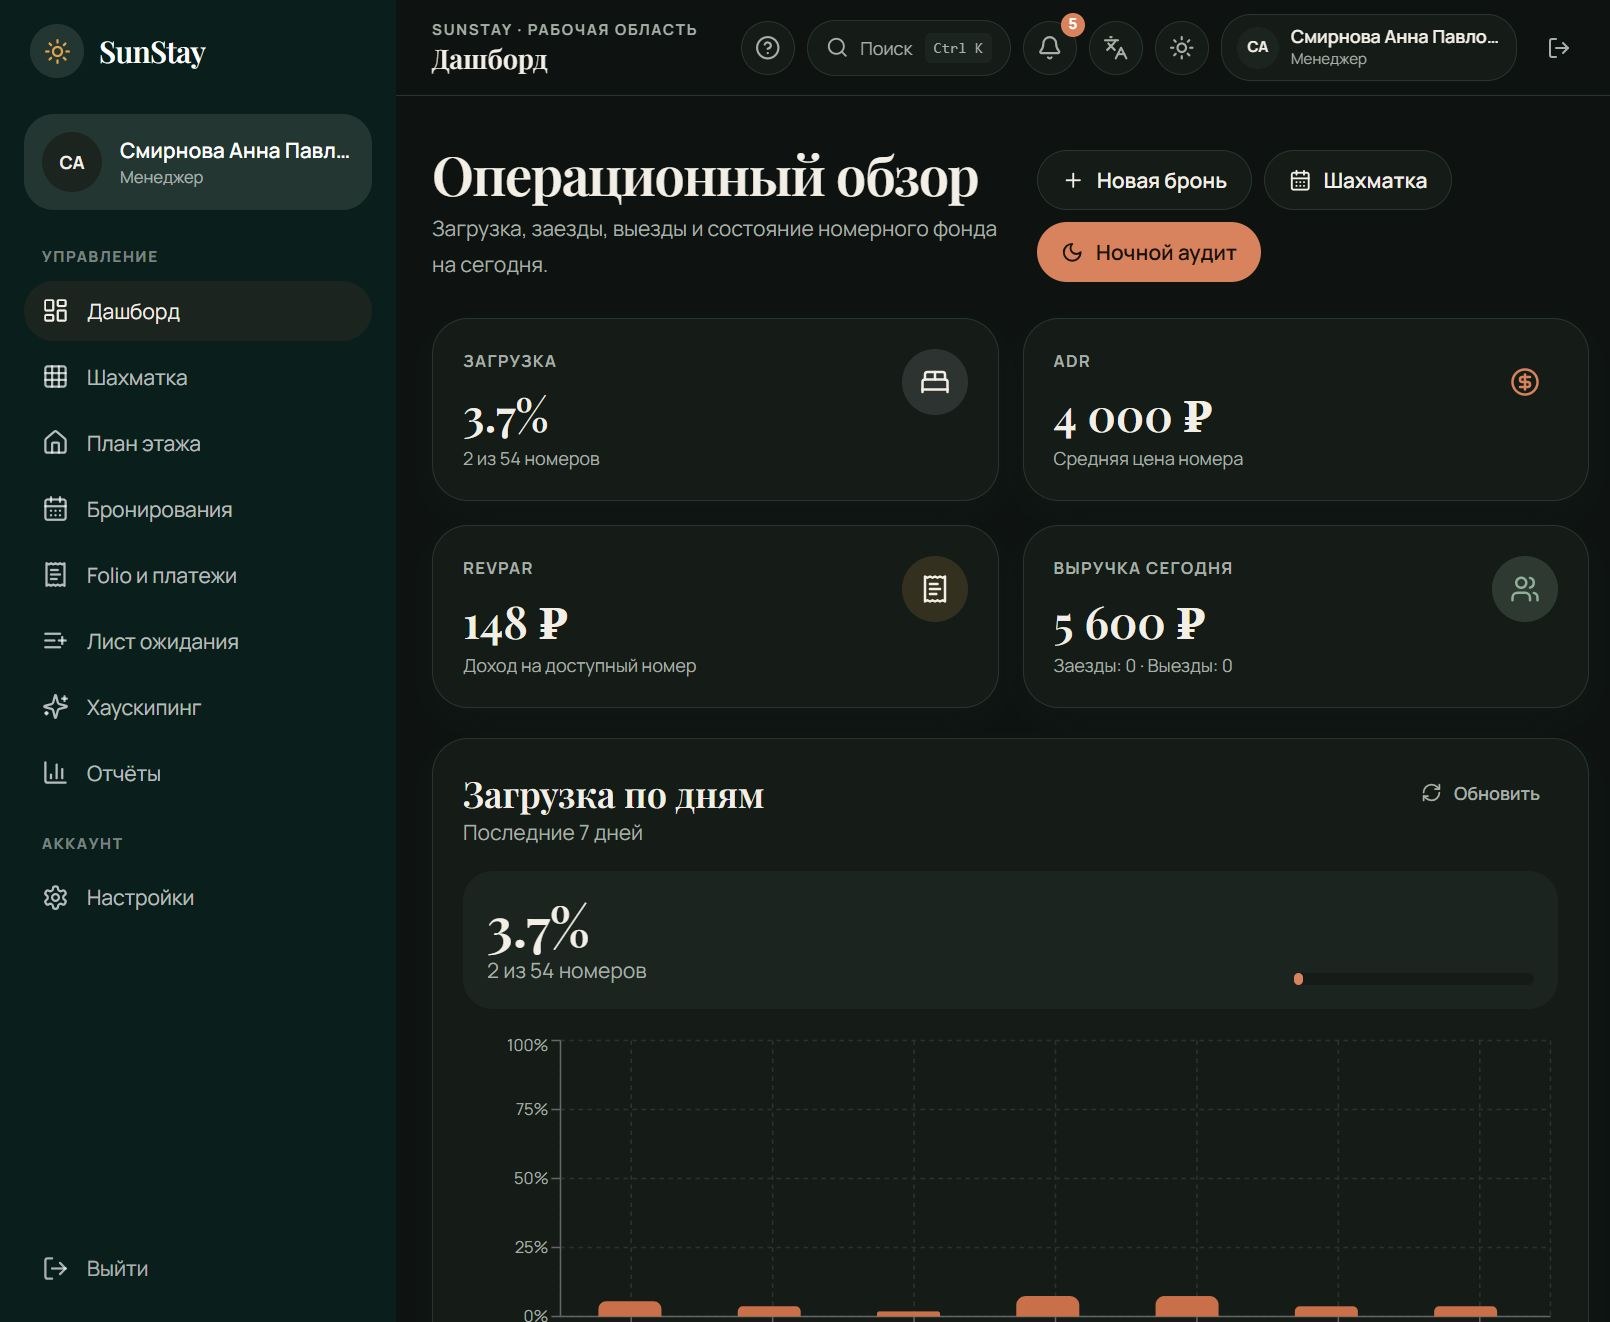 SunStay
Смирнова Анна Павл...
СА
Менеджер
УПРАВЛЕНИЕ
Дашборд
Шахматка
План этажа
Бронирования
Folio и платежи
Лист ожидания
Хаускипинг
Отчёты
АККАУНТ
Настройки
Выйти
SUNSTAY · РАБОЧАЯ ОБЛАСТЬ
Дашборд
Поиск Ctrl K
5
СА
Смирнова Анна Павло...
Менеджер
Операционный обзор
Загрузка, заезды, выезды и состояние номерного фонда
на сегодня.
Новая бронь
Шахматка
Ночной аудит
ЗАГРУЗКА
3.7%
2 из 54 номеров
ADR
4 000 ₽
Средняя цена номера
REVPAR
148 ₽
Доход на доступный номер
ВЫРУЧКА СЕГОДНЯ
5 600 ₽
Заезды: 0 · Выезды: 0
Загрузка по дням
Последние 7 дней
Обновить
3.7%
2 из 54 номеров
100%
75%
50%
25%
0%